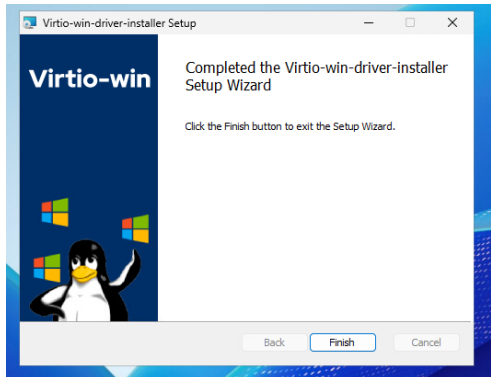 Virtio-win-driver-installer Setup
Virtio-win
Completed the Virtio-win-driver-installer
Setup Wizard
Click the Finish button to exit the Setup Wizard.
Back Finish Cancel